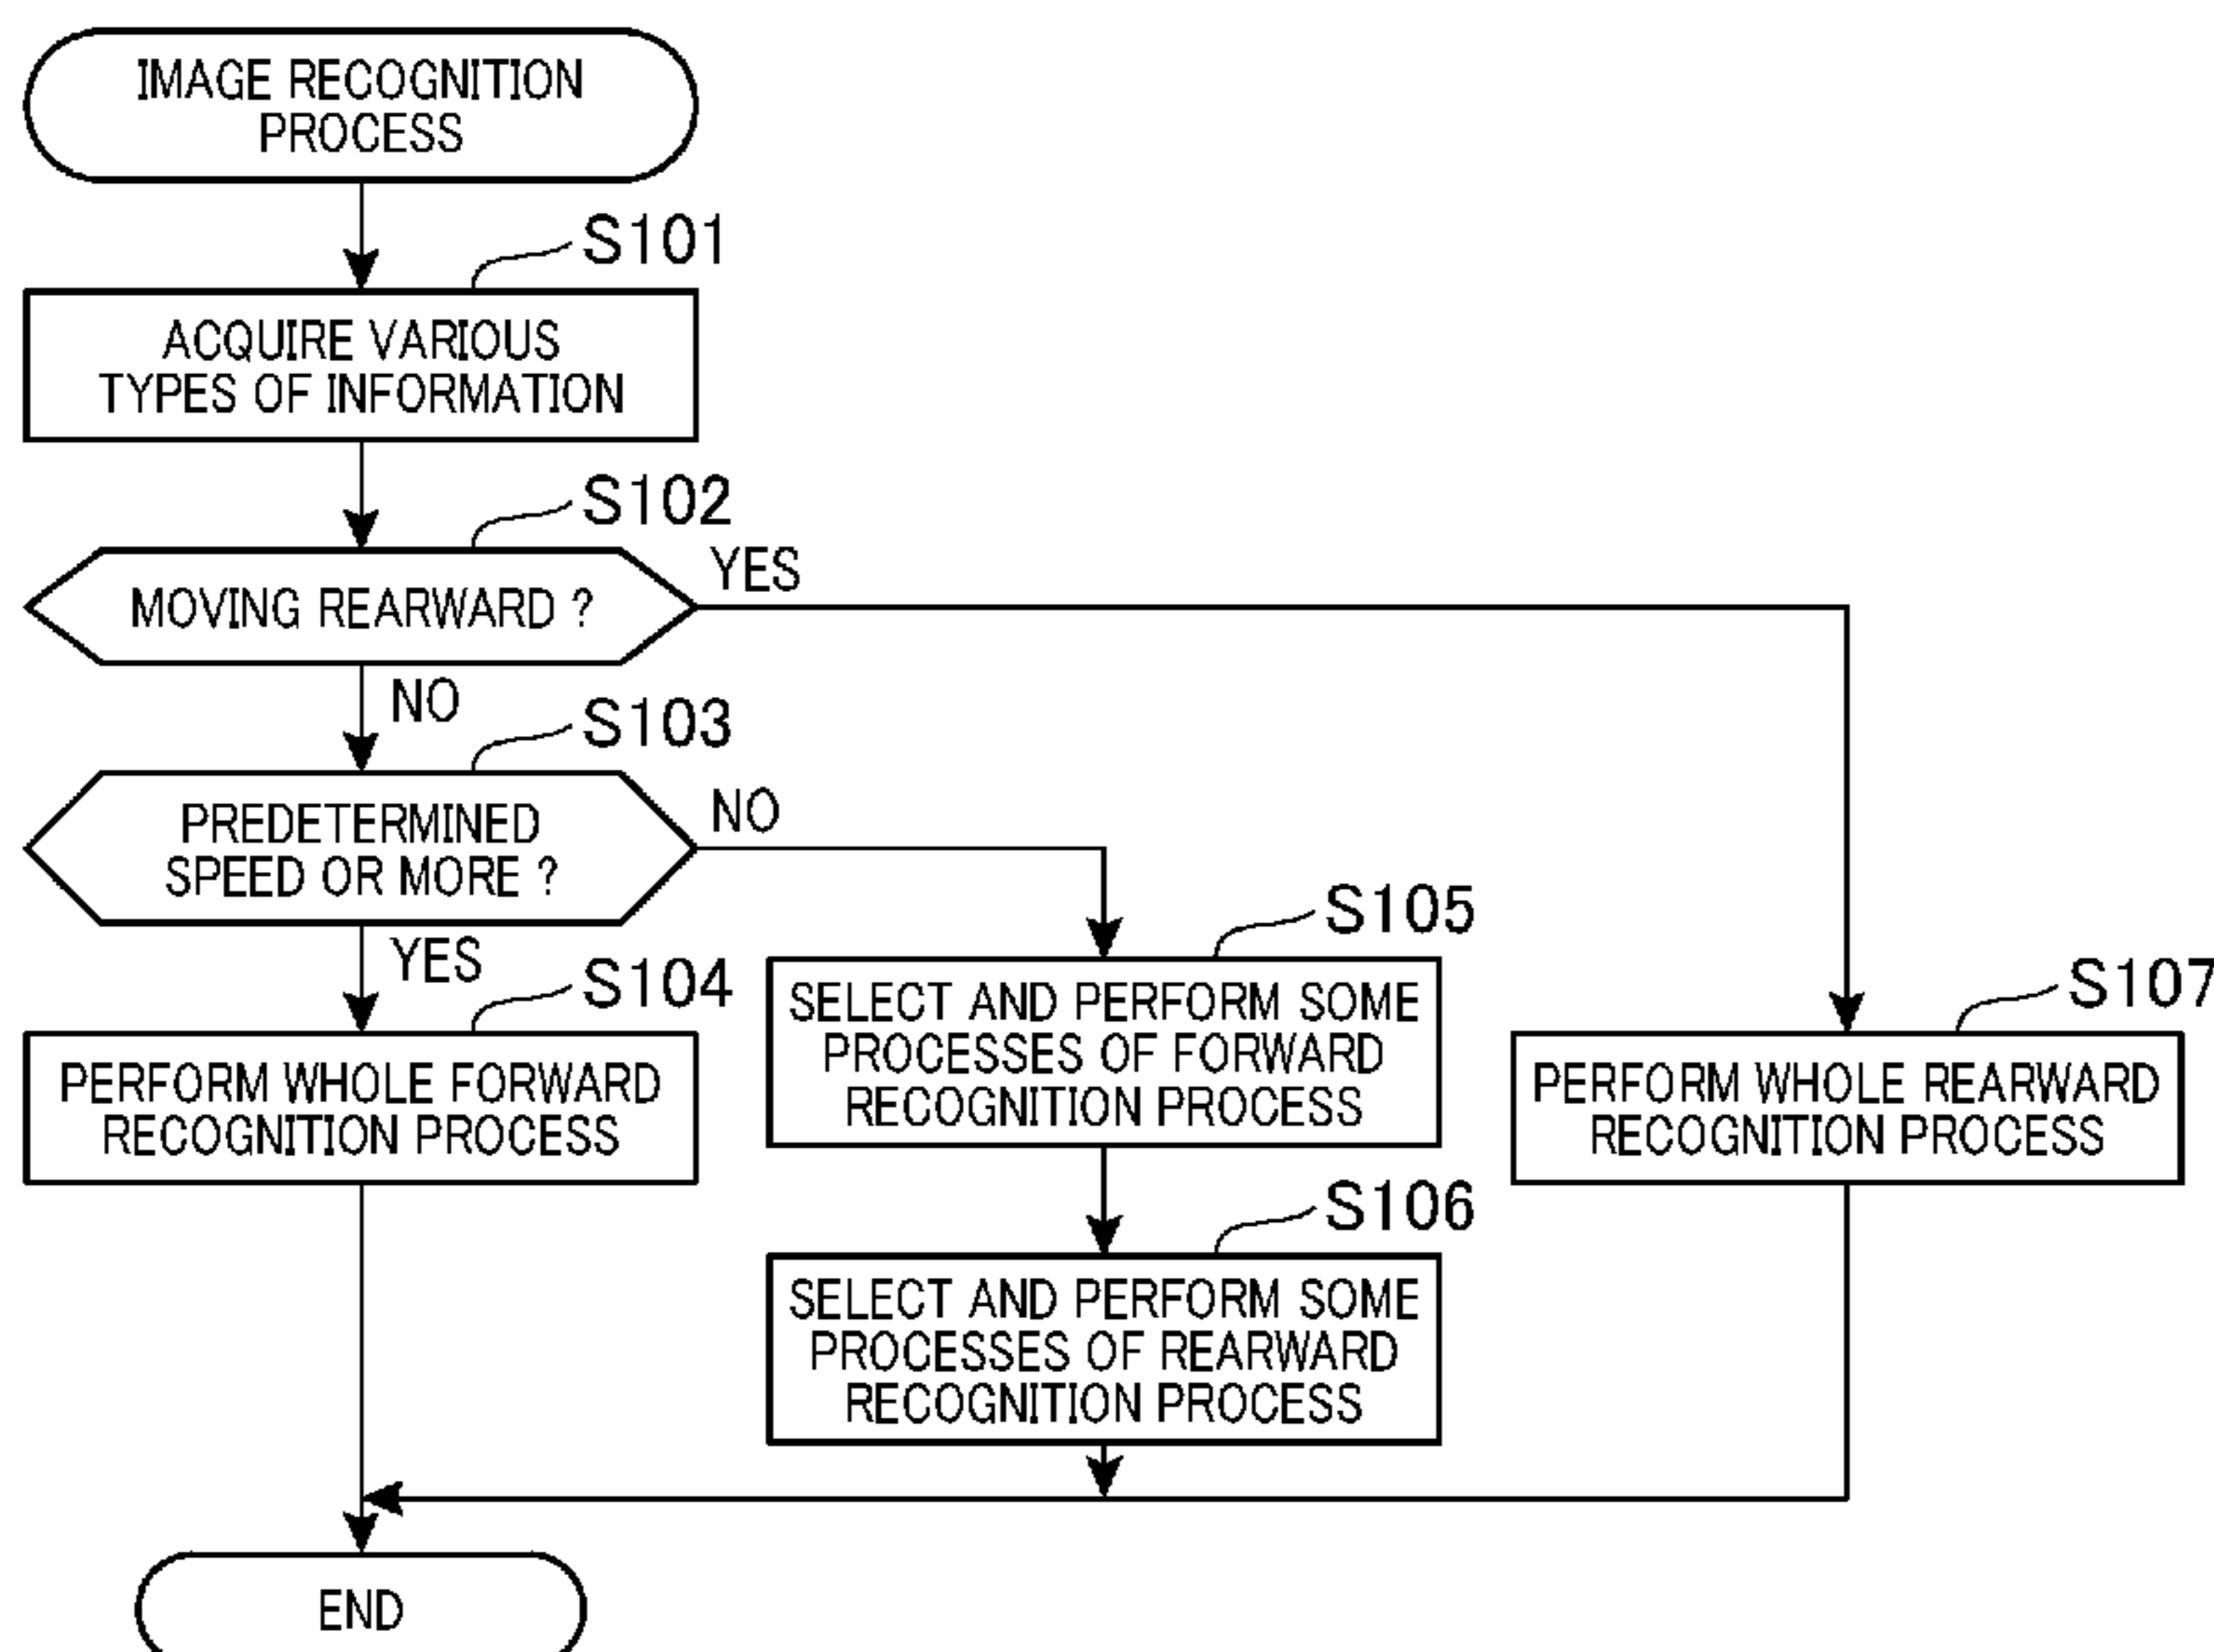 IMAGE RECOGNITION
PROCESS
S101
ACQUIRE VARIOUS
TYPES OF INFORMATION
S102
MOVING REARWARD ?
YES
NO
S103
PREDETERMINED
SPEED OR MORE ?
NO
YES
S104
PERFORM WHOLE FORWARD
RECOGNITION PROCESS
S105
SELECT AND PERFORM SOME
PROCESSES OF FORWARD
RECOGNITION PROCESS
S106
SELECT AND PERFORM SOME
PROCESSES OF REARWARD
RECOGNITION PROCESS
S107
PERFORM WHOLE REARWARD
RECOGNITION PROCESS
END